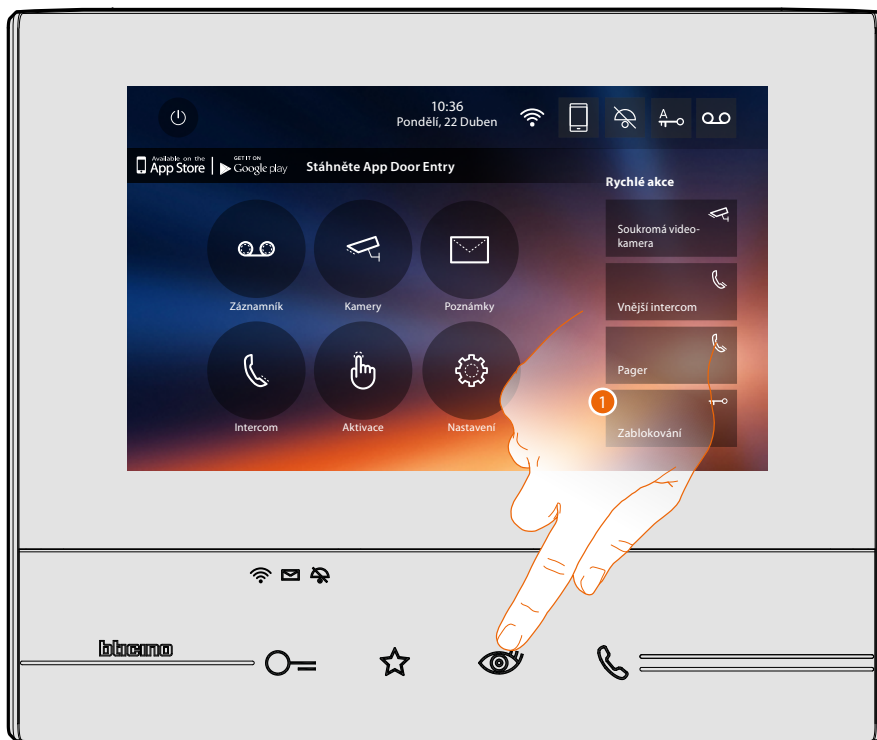 10:36
Pondělí, 22 Duben
A
Available on the
App Store
GET IT ON
Google play
Stáhněte App Door Entry
Rychlé akce
Soukromá video-
kamera
Záznamník
Kamery
Poznámky
Vnější intercom
Pager
1
Intercom
Aktivace
Nastavení
Zablokování
bticino